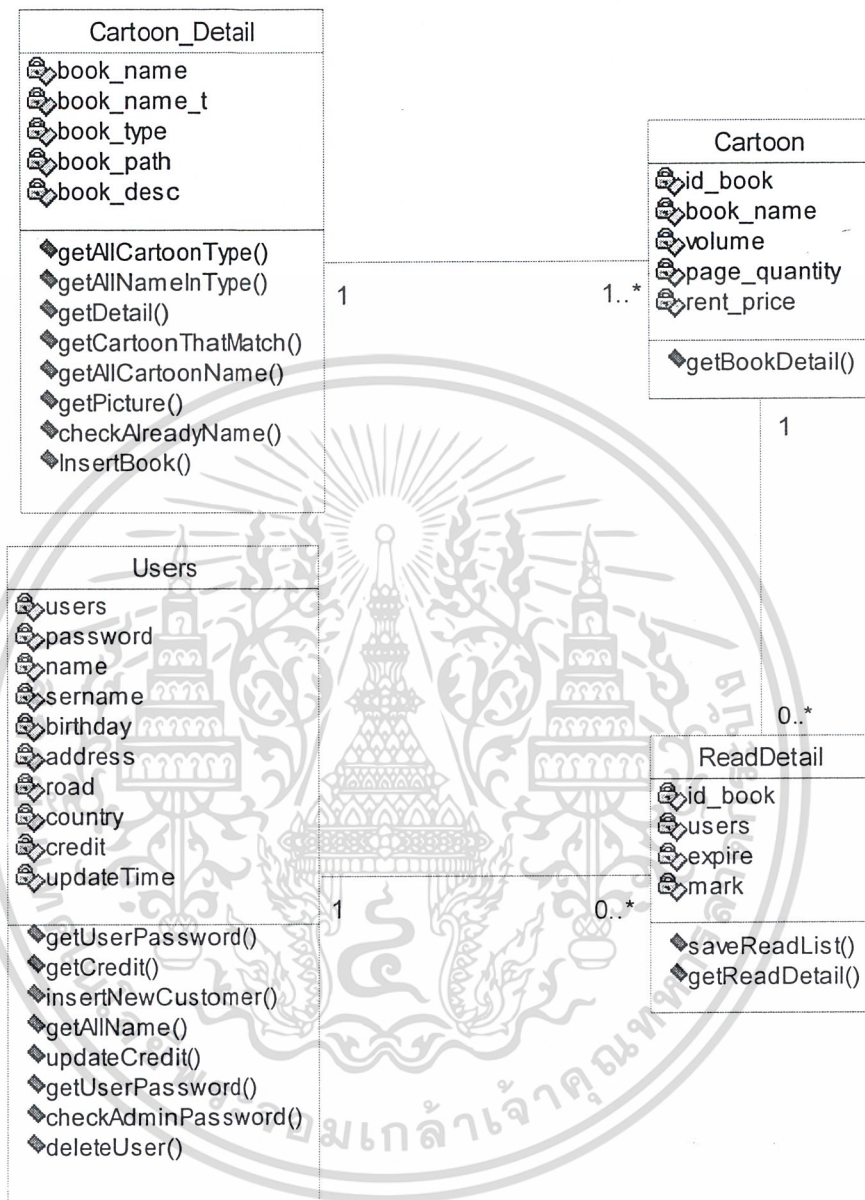 Cartoon_Detail
book_name
book_name_t
book_type
book_path
book_desc
getAllCartoonType()
getAllNameInType()
getDetail()
getCartoonThatMatch()
getAllCartoonName()
getPicture()
checkAlreadyName()
InsertBook()
1
1..*
Cartoon
id_book
book_name
volume
page_quantity
rent_price
getBookDetail()
1
0..*
Users
users
password
name
sername
birthday
address
road
country
credit
updateTime
getUserPassword()
getCredit()
insertNewCustomer()
getAllName()
updateCredit()
getUserPassword()
checkAdminPassword()
deleteUser()
1
0..*
ReadDetail
id_book
users
expire
mark
saveReadList()
getReadDetail()